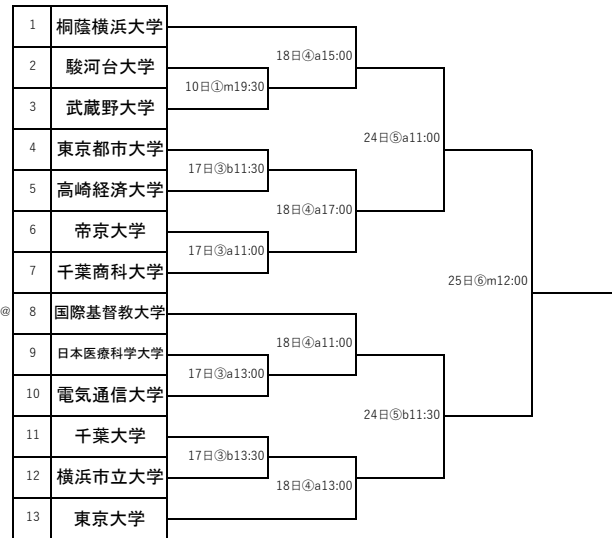 1 桐蔭横浜大学
18日④a15:00
2 駿河台大学
10日①m19:30
3 武蔵野大学
24日⑤a11:00
4 東京都市大学
17日③b11:30
5 高崎経済大学
18日④a17:00
6 帝京大学
17日③a11:00
7 千葉商科大学
25日⑥m12:00
@ 8 国際基督教大学
18日④a11:00
9 日本医療科学大学
17日③a13:00
10 電気通信大学
24日⑤b11:30
11 千葉大学
17日③b13:30
12 横浜市立大学
18日④a13:00
13 東京大学